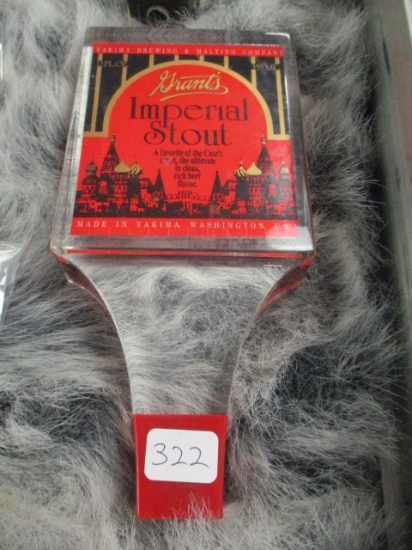 YAKIMA BREWING & MALTING COMPANY
Grant's
Imperial
Stout
A favorite of the Czar's
court, the ultimate
in clean,
rich beer
flavor.
MADE IN YAKIMA, WASHINGTON, U.S.
322